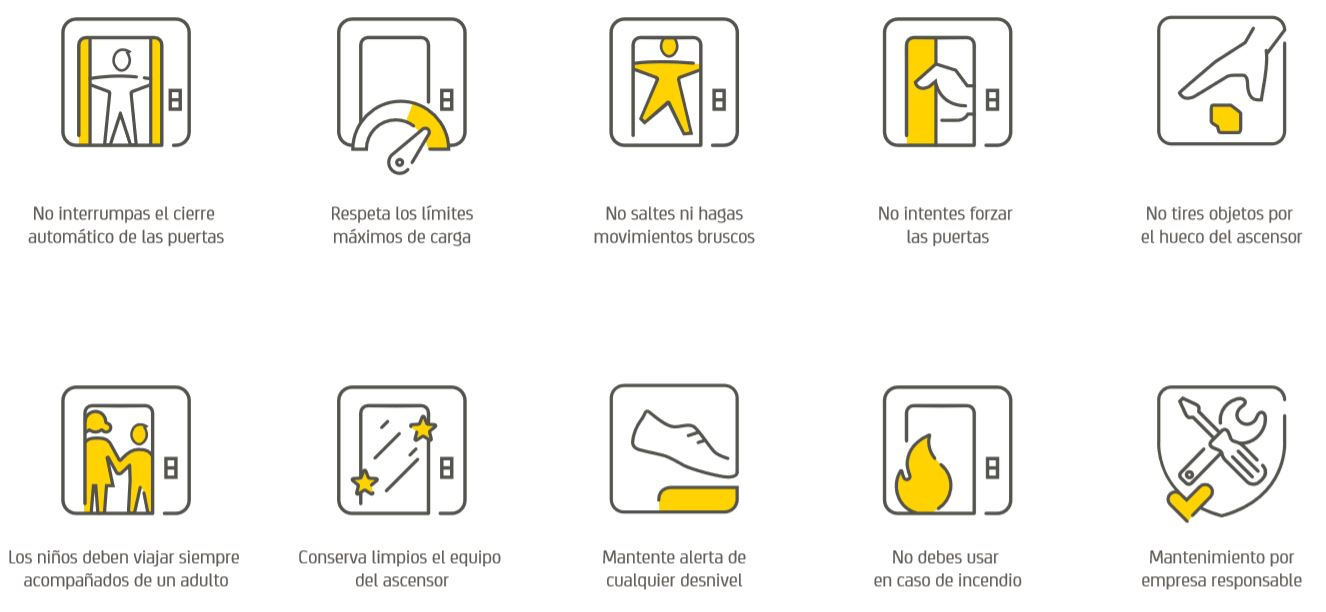 No interrumpas el cierre
automático de las puertas
Respeta los límites
máximos de carga
No saltes ni hagas
movimientos bruscos
No intentes forzar
las puertas
No tires objetos por
el hueco del ascensor
Los niños deben viajar siempre
acompañados de un adulto
Conserva limpios el equipo
del ascensor
Mantente alerta de
cualquier desnivel
No debes usar
en caso de incendio
Mantenimiento por
empresa responsable